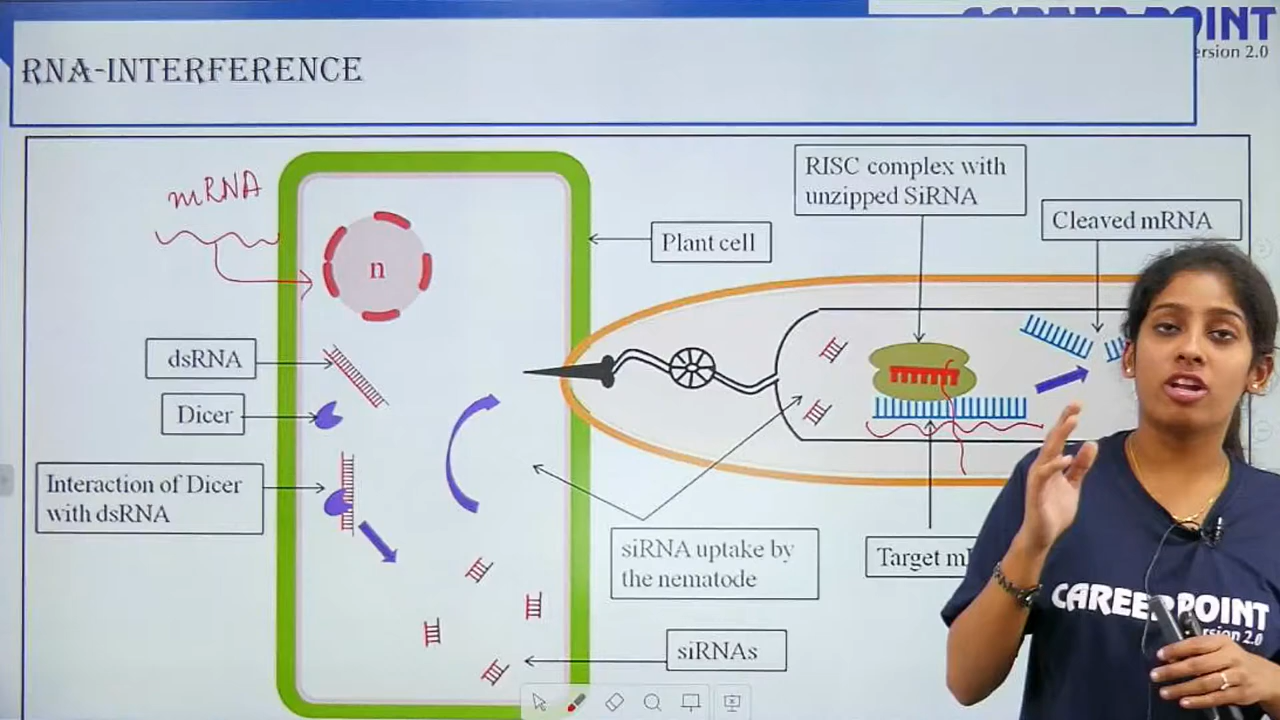 CAREER POINT
ersion 2.0
RNA-INTERFERENCE
mRNA
n
Plant cell
RISC complex with
unzipped SiRNA
Cleaved mRNA
dsRNA
Dicer
Interaction of Dicer
with dsRNA
siRNA uptake by
the nematode
Target m
siRNAs
CAREER POINT
rsion 2.0